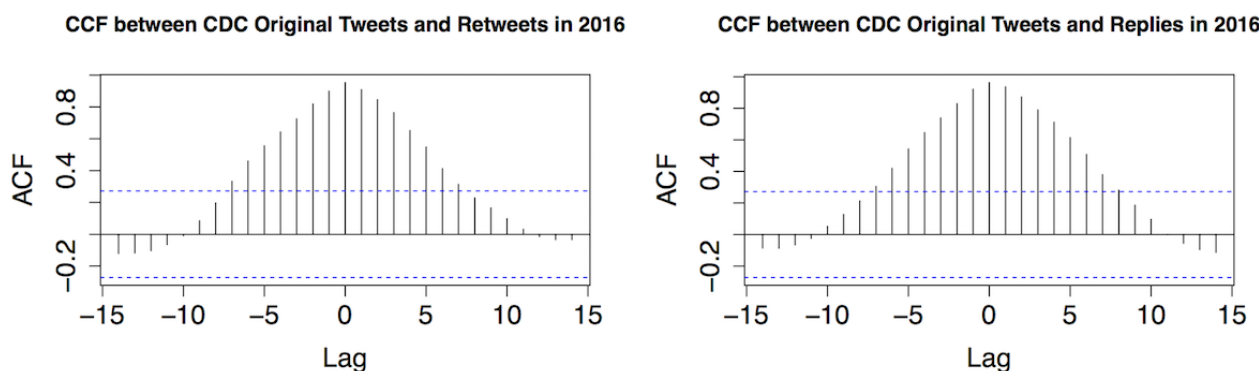 CCF between CDC Original Tweets and Retweets in 2016
ACF
0.8
0.4
−0.2
−15 −10 −5 0 5 10 15
Lag
CCF between CDC Original Tweets and Replies in 2016
ACF
0.8
0.4
−0.2
−15 −10 −5 0 5 10 15
Lag